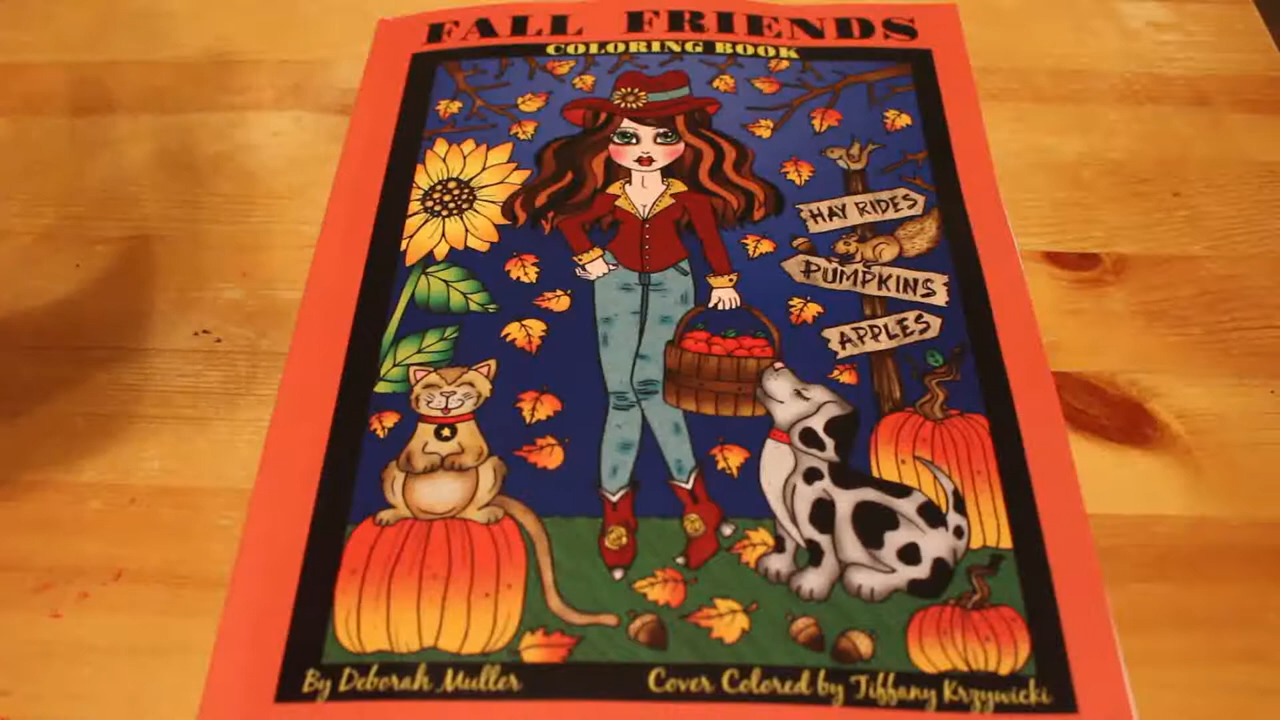 FALL FRIENDS
COLORING BOOK
HAY RIDES
PUMPKINS
APPLES
By Deborah Muller
Cover Colored by Tiffany Krzywicki